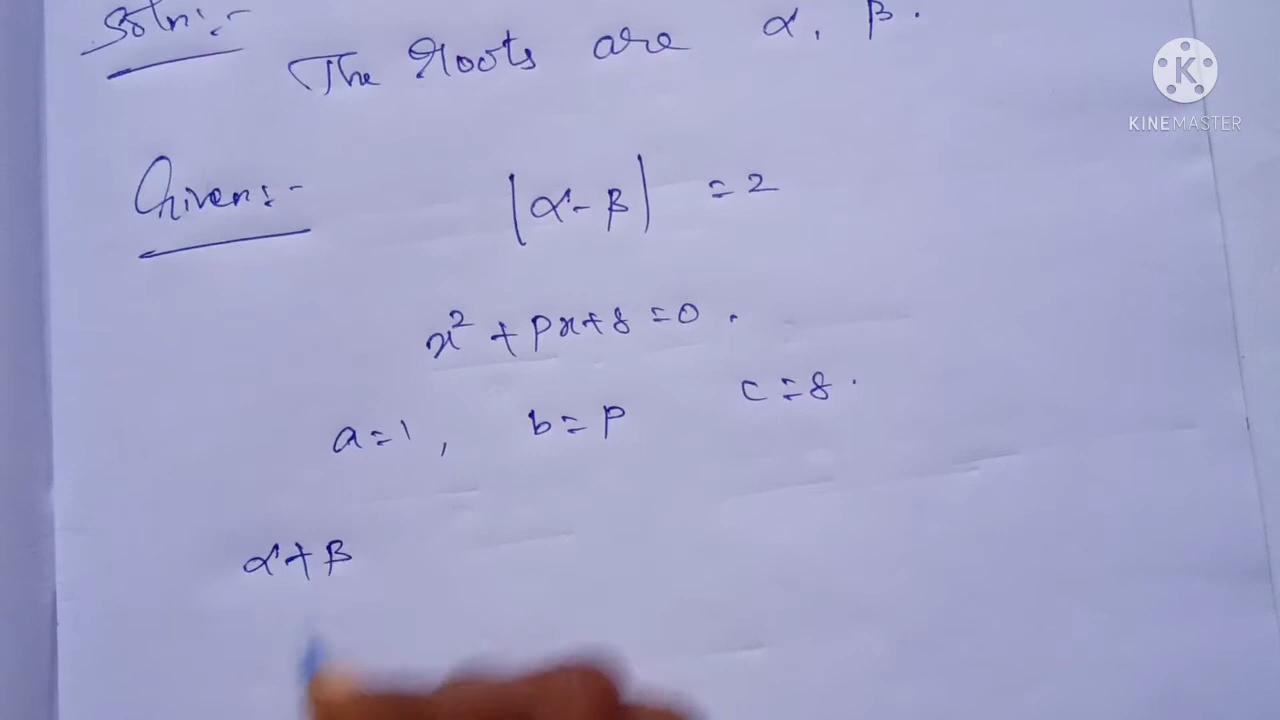 Soln:-
The roots are α, β.
K
KINEMASTER
Given:-
|α-β| = 2
x² + px+8 =0.
a=1, b=p c=8.
α+β